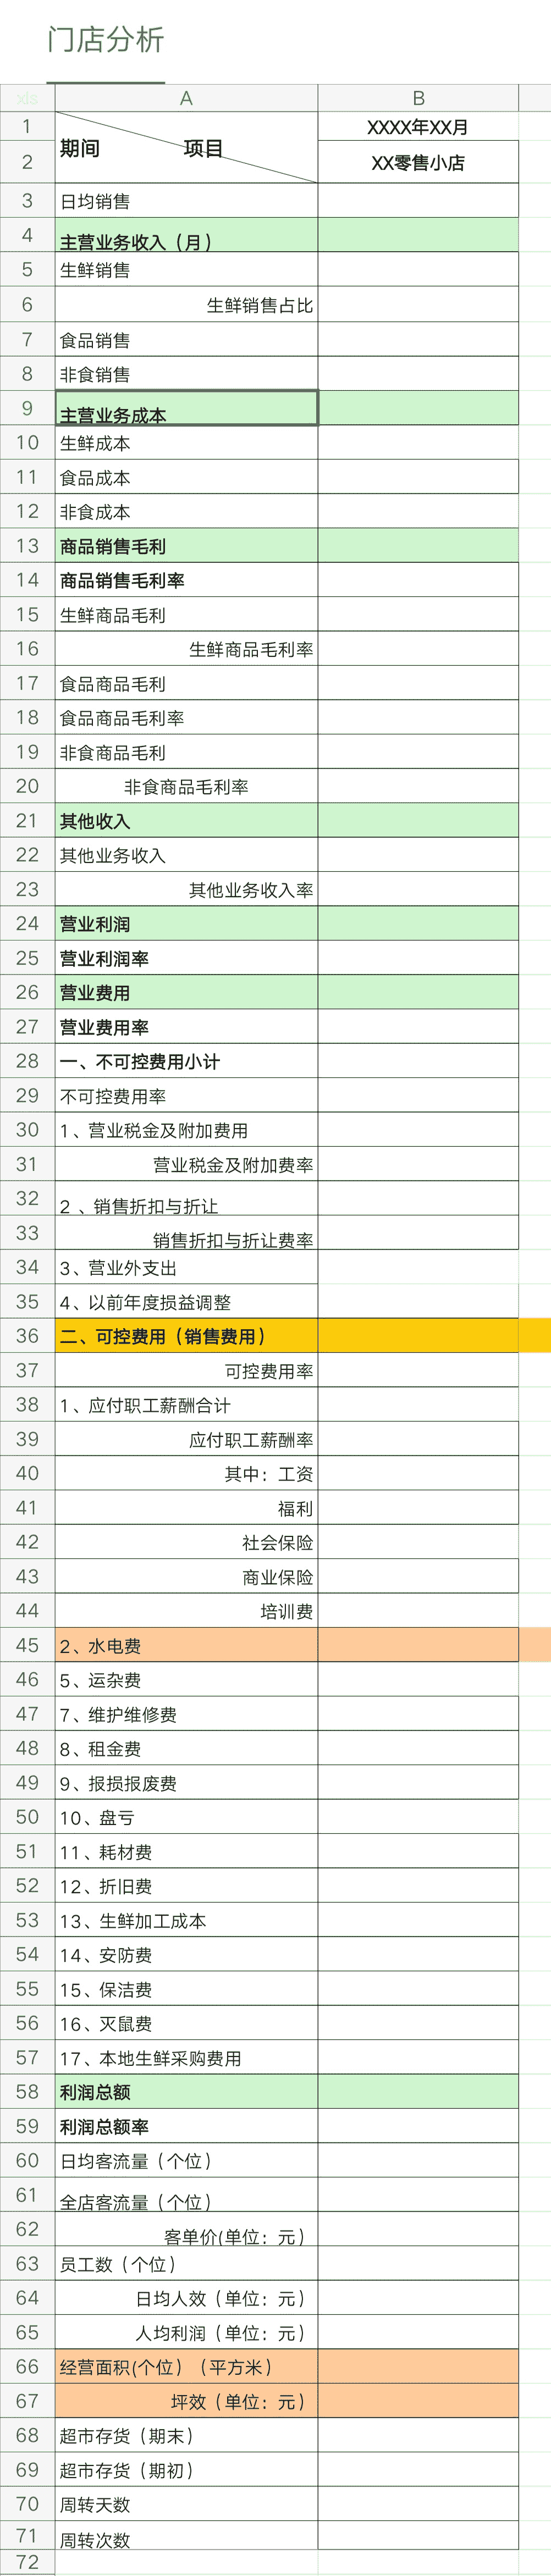 门店分析
xls A B
1 XXXX年XX月
期间 项目
2 XX零售小店
3 日均销售
4 主营业务收入（月）
5 生鲜销售
6 生鲜销售占比
7 食品销售
8 非食销售
9 主营业务成本
10 生鲜成本
11 食品成本
12 非食成本
13 商品销售毛利
14 商品销售毛利率
15 生鲜商品毛利
16 生鲜商品毛利率
17 食品商品毛利
18 食品商品毛利率
19 非食商品毛利
20 非食商品毛利率
21 其他收入
22 其他业务收入
23 其他业务收入率
24 营业利润
25 营业利润率
26 营业费用
27 营业费用率
28 一、不可控费用小计
29 不可控费用率
30 1、营业税金及附加费用
31 营业税金及附加费率
32 2 、销售折扣与折让
33 销售折扣与折让费率
34 3、营业外支出
35 4、以前年度损益调整
36 二、可控费用（销售费用）
37 可控费用率
38 1、应付职工薪酬合计
39 应付职工薪酬率
40 其中：工资
41 福利
42 社会保险
43 商业保险
44 培训费
45 2、水电费
46 5、运杂费
47 7、维护维修费
48 8、租金费
49 9、报损报废费
50 10、盘亏
51 11、耗材费
52 12、折旧费
53 13、生鲜加工成本
54 14、安防费
55 15、保洁费
56 16、灭鼠费
57 17、本地生鲜采购费用
58 利润总额
59 利润总额率
60 日均客流量（个位）
61 全店客流量（个位）
62 客单价(单位：元）
63 员工数（个位）
64 日均人效（单位：元）
65 人均利润（单位：元）
66 经营面积(个位）（平方米）
67 坪效（单位：元）
68 超市存货（期末）
69 超市存货（期初）
70 周转天数
71 周转次数
72